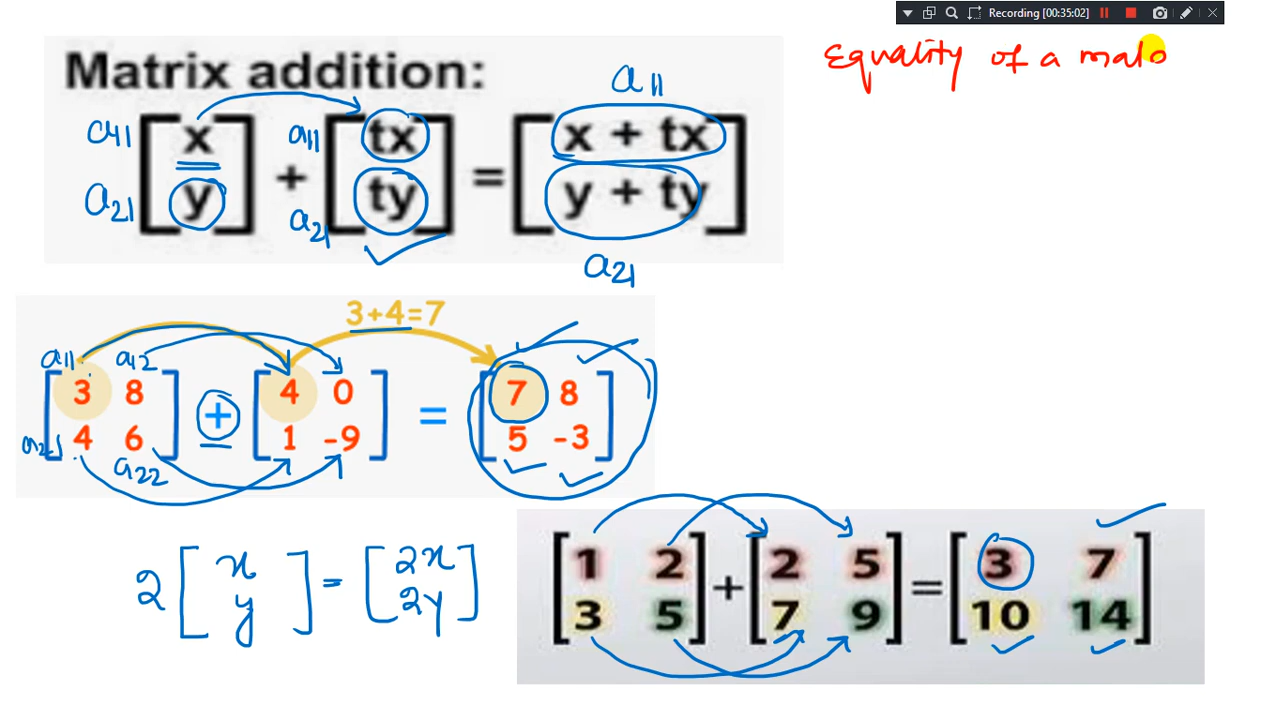 Recording [00:35:02]
Equality of a mat
Matrix addition:
a11
a11 [ x ] + a11 [ tx ] = [ x + tx ]
a21 [ y ] a21 [ ty ] [ y + ty ]
a21
3+4=7
a11 a12
[ 3 8 ] + [ 4 0 ] = [ 7 8 ]
a21 [ 4 6 ] [ 1 -9 ] [ 5 -3 ]
a22
2 [ x ] = [ 2x ]
[ y ] [ 2y ]
[ 1 2 ] + [ 2 5 ] = [ 3 7 ]
[ 3 5 ] [ 7 9 ] [ 10 14 ]